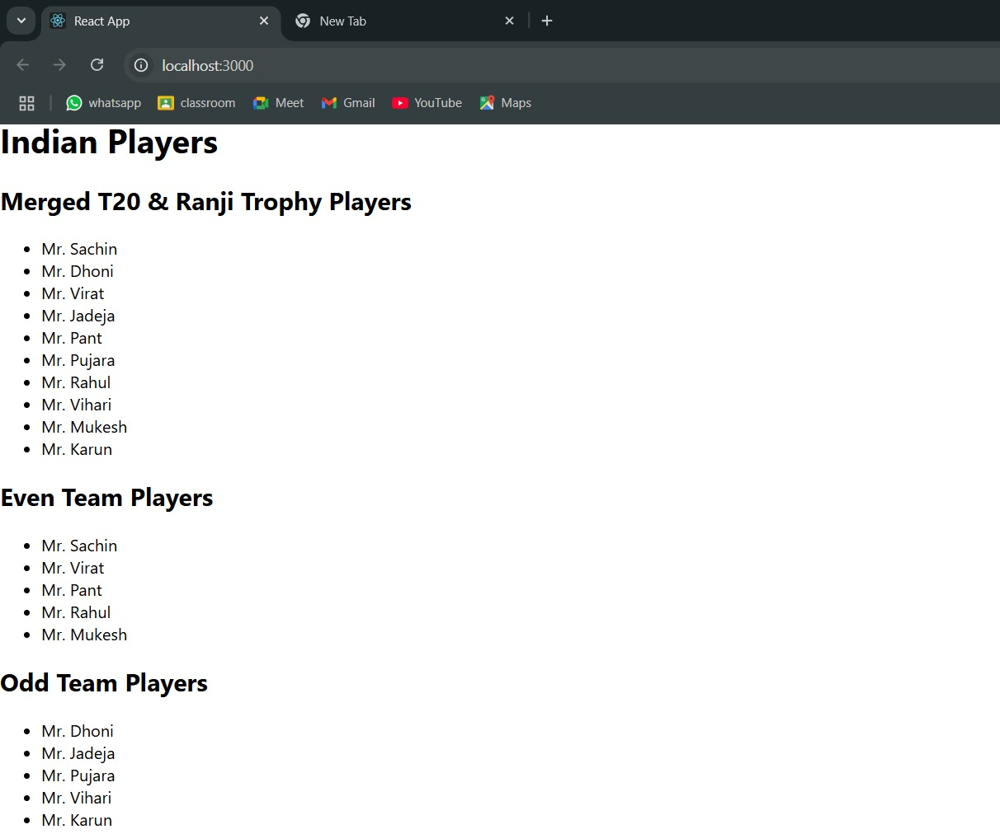 React App
New Tab
localhost:3000
whatsapp classroom Meet Gmail YouTube Maps
Indian Players
Merged T20 & Ranji Trophy Players
Mr. Sachin
Mr. Dhoni
Mr. Virat
Mr. Jadeja
Mr. Pant
Mr. Pujara
Mr. Rahul
Mr. Vihari
Mr. Mukesh
Mr. Karun
Even Team Players
Mr. Sachin
Mr. Virat
Mr. Pant
Mr. Rahul
Mr. Mukesh
Odd Team Players
Mr. Dhoni
Mr. Jadeja
Mr. Pujara
Mr. Vihari
Mr. Karun